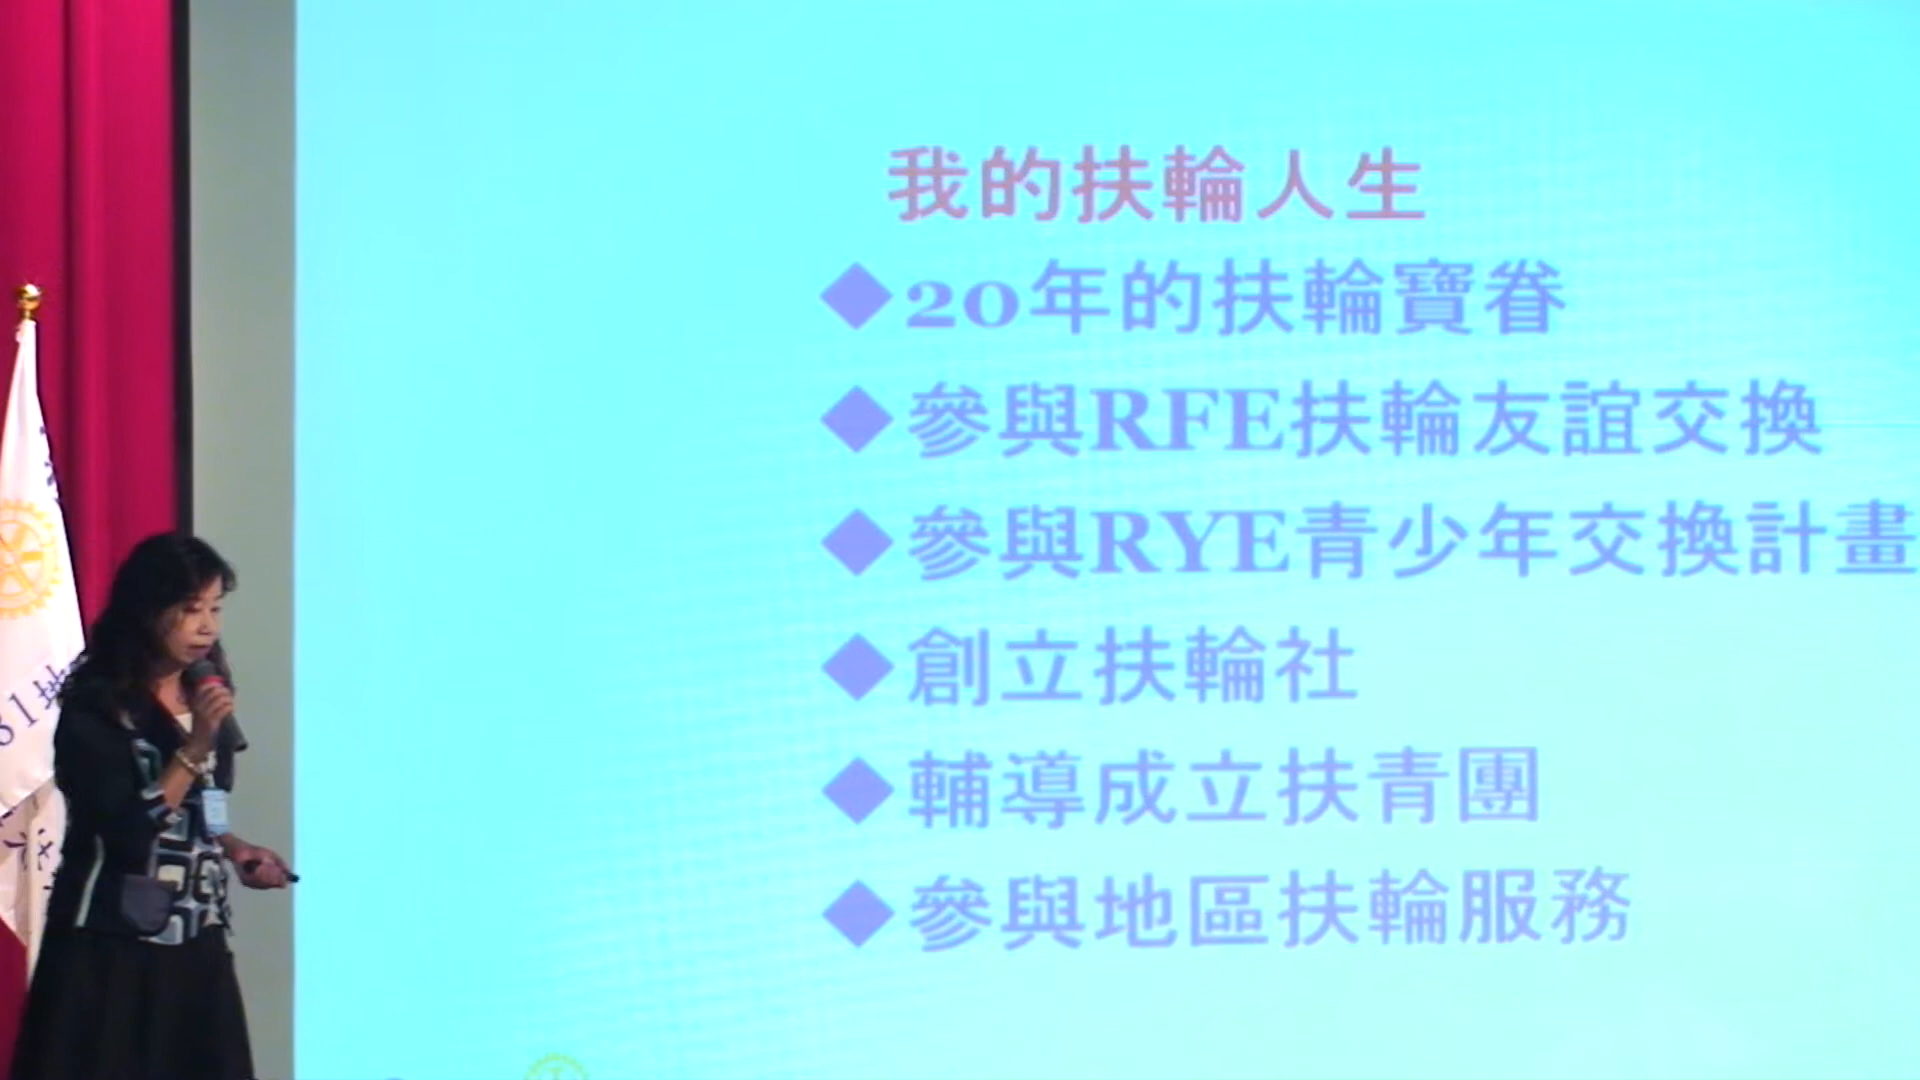 我的扶輪人生
◆20年的扶輪寶眷
◆參與RFE扶輪友誼交換
◆參與RYE青少年交換計畫
◆創立扶輪社
◆輔導成立扶青團
◆參與地區扶輪服務
81地